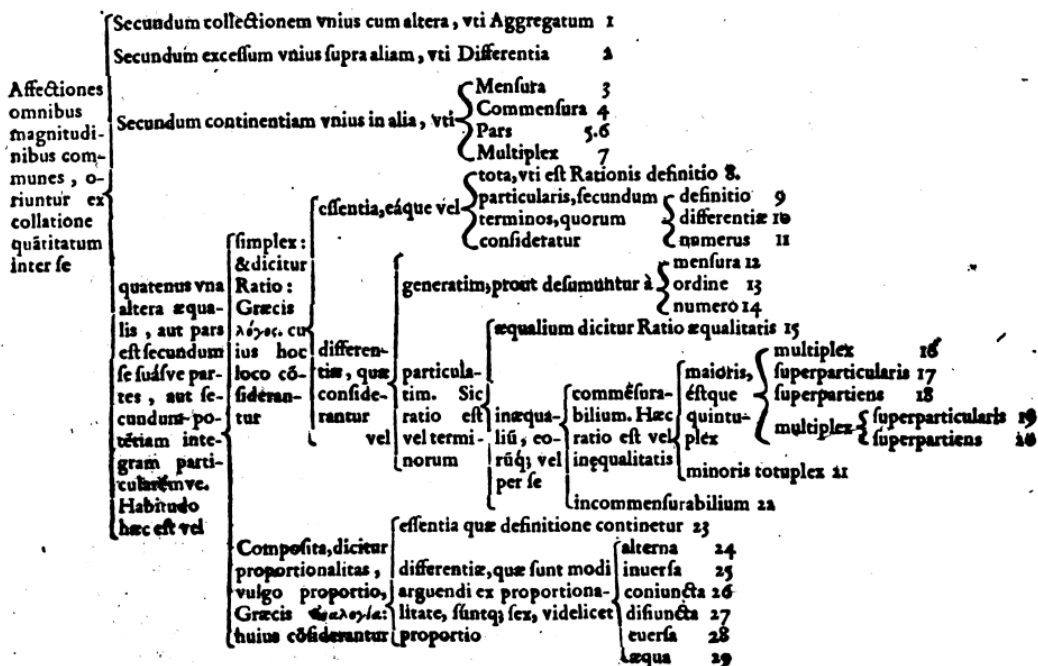 Affectiones
omnibus
magnitudi-
nibus com-
munes, o-
riuntur ex
collatione
quãtitatum
inter ſe
Secundum collectionem vnius cum altera, vti Aggregatum 1
Secundum exceſſum vnius ſupra aliam, vti Differentia 2
Secundum continentiam vnius in alia, vti
Menſura 3
Commenſura 4
Pars 5.6
Multiplex 7
quatenus vna
altera æqua-
lis, aut pars
eſt ſecundum
ſe ſuáſve par-
tes, aut ſe-
cundum po-
tẽtiam inte-
gram parti-
cularémve.
Habitudo
hæc eſt vel
ſimplex:
&dicitur
Ratio:
Græcis
λόγος. cu
ius hoc
loco cõ-
ſideran-
tur
eſſentia, eáque vel
tota, vti eſt Rationis definitio 8.
particularis, ſecundum
terminos, quorum
conſideratur
definitio 9
differentiæ 10
numerus 11
differen-
tiæ, quæ
conſide-
rantur
vel
generatim, prout deſumuntur à
menſura 12
ordine 13
numero 14
particula-
tim. Sic
ratio eſt
vel termi-
norum
æqualium dicitur Ratio æqualitatis 15
inæqua-
liũ, eo-
rũq; vel
per ſe
commẽſura-
bilium. Hæc
ratio eſt vel
inęqualitatis
maioris,
éſtque
quintu-
plex
multiplex 16
ſuperparticularis 17
ſuperpartiens 18
multiplex
ſuperparticularis 19
ſuperpartiens 20
minoris totuplex 21
incommenſurabilium 22
Compoſita, dicitur
proportionalitas,
vulgo proportio,
Græcis ἀναλογία:
huius cõſiderantur
eſſentia quæ definitione continetur 23
differentiæ, quæ ſunt modi
arguendi ex proportiona-
litate, ſúntq; ſex, videlicet
proportio
alterna 24
inuerſa 25
coniuncta 26
diſiuncta 27
euerſa 28
æqua 29